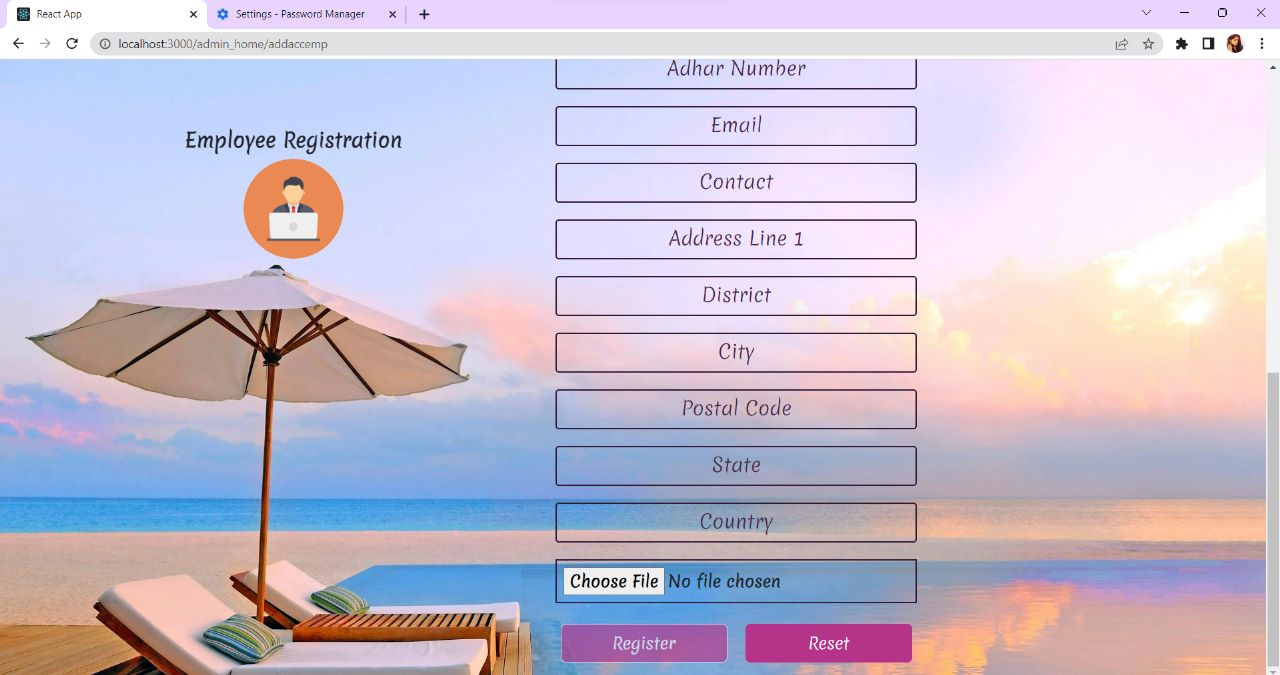 React App
Settings - Password Manager
localhost:3000/admin_home/addaccemp
Employee Registration
Adhar Number
Email
Contact
Address Line 1
District
City
Postal Code
State
Country
Choose File No file chosen
Register Reset